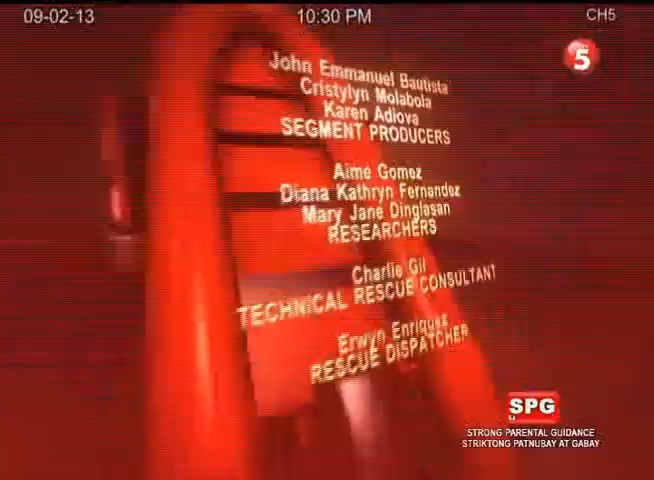 09-02-13
10:30 PM
CH5
5
John Emmanuel Bautista
Cristylyn Molabola
Karen Adiova
SEGMENT PRODUCERS
Aime Gomez
Diana Kathryn Fernandez
Mary Jane Dinglasan
RESEARCHERS
Charlie Gil
TECHNICAL RESCUE CONSULTANT
Erwyn Enriquez
RESCUE DISPATCHER
SPG
STRONG PARENTAL GUIDANCE
STRIKTONG PATNUBAY AT GABAY